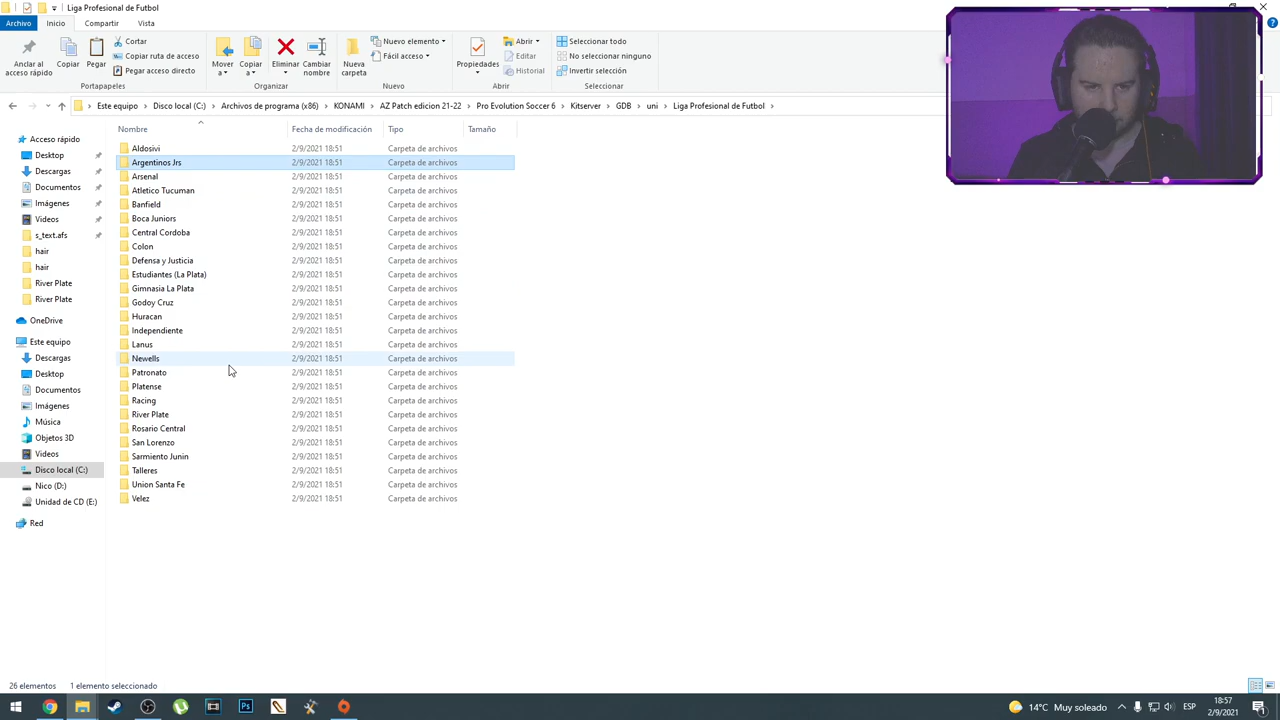 Liga Profesional de Futbol
Archivo Inicio Compartir Vista
Anclar al acceso rápido
Copiar
Pegar
Cortar
Copiar ruta de acceso
Pegar acceso directo
Portapapeles
Mover a
Copiar a
Eliminar
Cambiar nombre
Organizar
Nueva carpeta
Nuevo elemento
Fácil acceso
Nuevo
Propiedades
Abrir
Editar
Historial
Abrir
Seleccionar todo
No seleccionar ninguno
Invertir selección
Seleccionar
Este equipo Disco local (C:) Archivos de programa (x86) KONAMI AZ Patch edicion 21-22 Pro Evolution Soccer 6 Kitserver GDB uni Liga Profesional de Futbol
Acceso rápido
Desktop
Descargas
Documentos
Imágenes
Videos
s_text.afs
hair
hair
River Plate
River Plate
OneDrive
Este equipo
Descargas
Desktop
Documentos
Imágenes
Música
Objetos 3D
Videos
Disco local (C:)
Nico (D:)
Unidad de CD (E:)
Red
Nombre Fecha de modificación Tipo Tamaño
Aldosivi 2/9/2021 18:51 Carpeta de archivos
Argentinos Jrs 2/9/2021 18:51 Carpeta de archivos
Arsenal 2/9/2021 18:51 Carpeta de archivos
Atletico Tucuman 2/9/2021 18:51 Carpeta de archivos
Banfield 2/9/2021 18:51 Carpeta de archivos
Boca Juniors 2/9/2021 18:51 Carpeta de archivos
Central Cordoba 2/9/2021 18:51 Carpeta de archivos
Colon 2/9/2021 18:51 Carpeta de archivos
Defensa y Justicia 2/9/2021 18:51 Carpeta de archivos
Estudiantes (La Plata) 2/9/2021 18:51 Carpeta de archivos
Gimnasia La Plata 2/9/2021 18:51 Carpeta de archivos
Godoy Cruz 2/9/2021 18:51 Carpeta de archivos
Huracan 2/9/2021 18:51 Carpeta de archivos
Independiente 2/9/2021 18:51 Carpeta de archivos
Lanus 2/9/2021 18:51 Carpeta de archivos
Newells 2/9/2021 18:51 Carpeta de archivos
Patronato 2/9/2021 18:51 Carpeta de archivos
Platense 2/9/2021 18:51 Carpeta de archivos
Racing 2/9/2021 18:51 Carpeta de archivos
River Plate 2/9/2021 18:51 Carpeta de archivos
Rosario Central 2/9/2021 18:51 Carpeta de archivos
San Lorenzo 2/9/2021 18:51 Carpeta de archivos
Sarmiento Junin 2/9/2021 18:51 Carpeta de archivos
Talleres 2/9/2021 18:51 Carpeta de archivos
Union Santa Fe 2/9/2021 18:51 Carpeta de archivos
Velez 2/9/2021 18:51 Carpeta de archivos
26 elementos 1 elemento seleccionado
14°C Muy soleado
ESP
18:57
2/9/2021